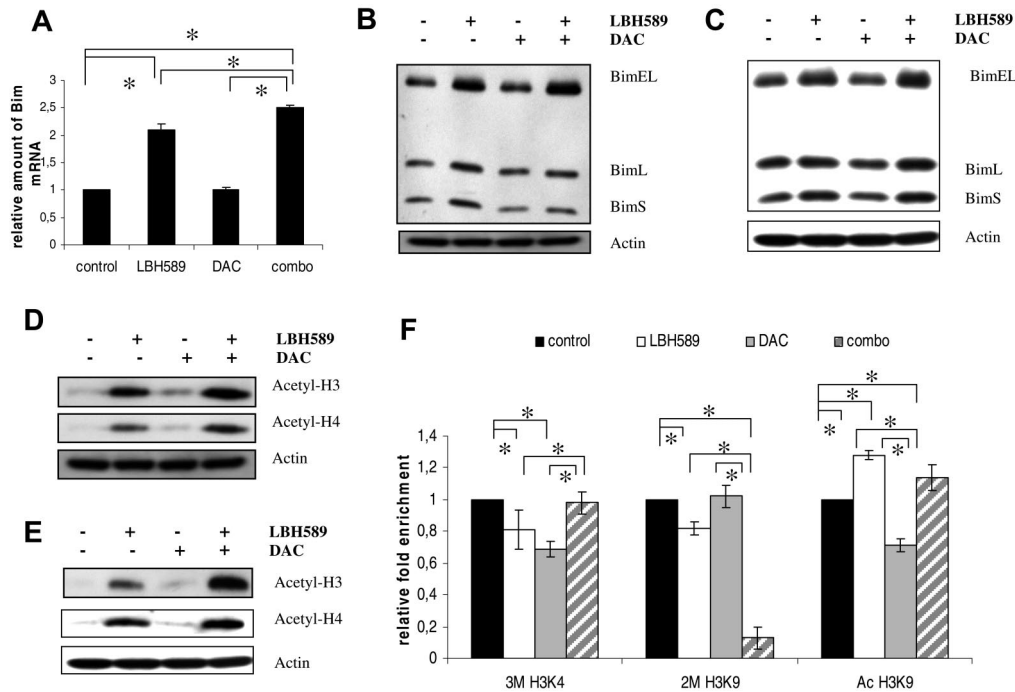 A
*
*
*
*
relative amount of Bim
mRNA
3
2,5
2
1,5
1
0,5
0
control LBH589 DAC combo
B
- + - + LBH589
- - + + DAC
BimEL
BimL
BimS
Actin
C
- + - + LBH589
- - + + DAC
BimEL
BimL
BimS
Actin
D
- + - + LBH589
- - + + DAC
Acetyl-H3
Acetyl-H4
Actin
E
- + - + LBH589
- - + + DAC
Acetyl-H3
Acetyl-H4
Actin
F
control LBH589 DAC combo
* * * *
* * * *
* * * * *
relative fold enrichment
1,4
1,2
1
0,8
0,6
0,4
0,2
0
3M H3K4 2M H3K9 Ac H3K9